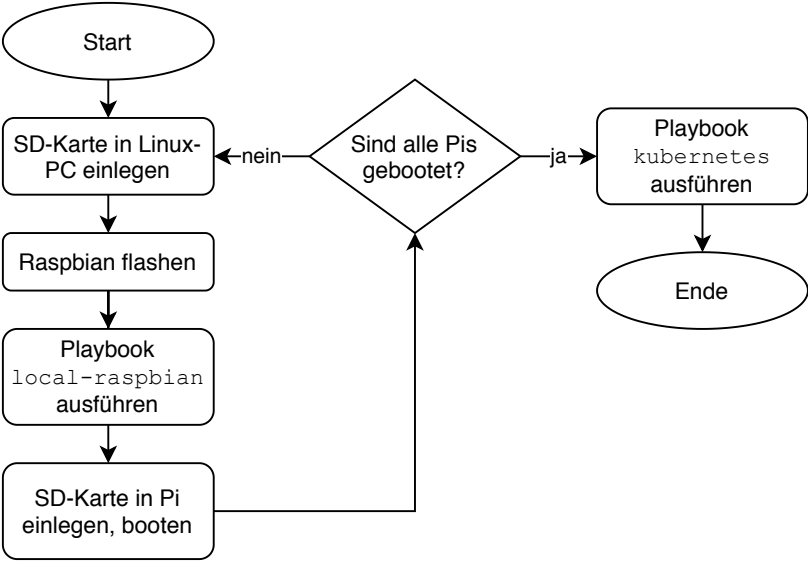 Start
SD-Karte in Linux-
PC einlegen
Raspbian flashen
Playbook
local-raspbian
ausführen
SD-Karte in Pi
einlegen, booten
nein
Sind alle Pis
gebootet?
ja
Playbook
kubernetes
ausführen
Ende